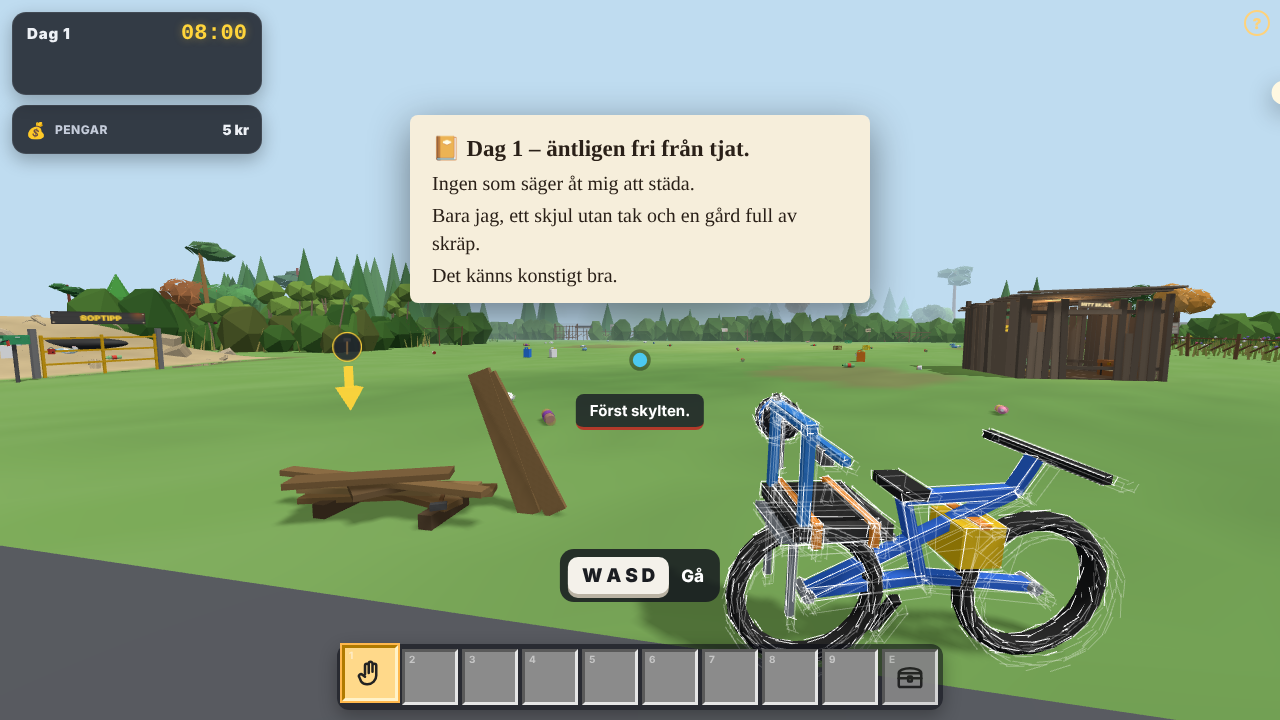 Dag 1
08:00
PENGAR
5 kr
Dag 1 – äntligen fri från tjat.
Ingen som säger åt mig att städa.
Bara jag, ett skjul utan tak och en gård full av
skräp.
Det känns konstigt bra.
?
SOPTIPP
Först skylten.
WASD Gå
1 2 3 4 5 6 7 8 9 E